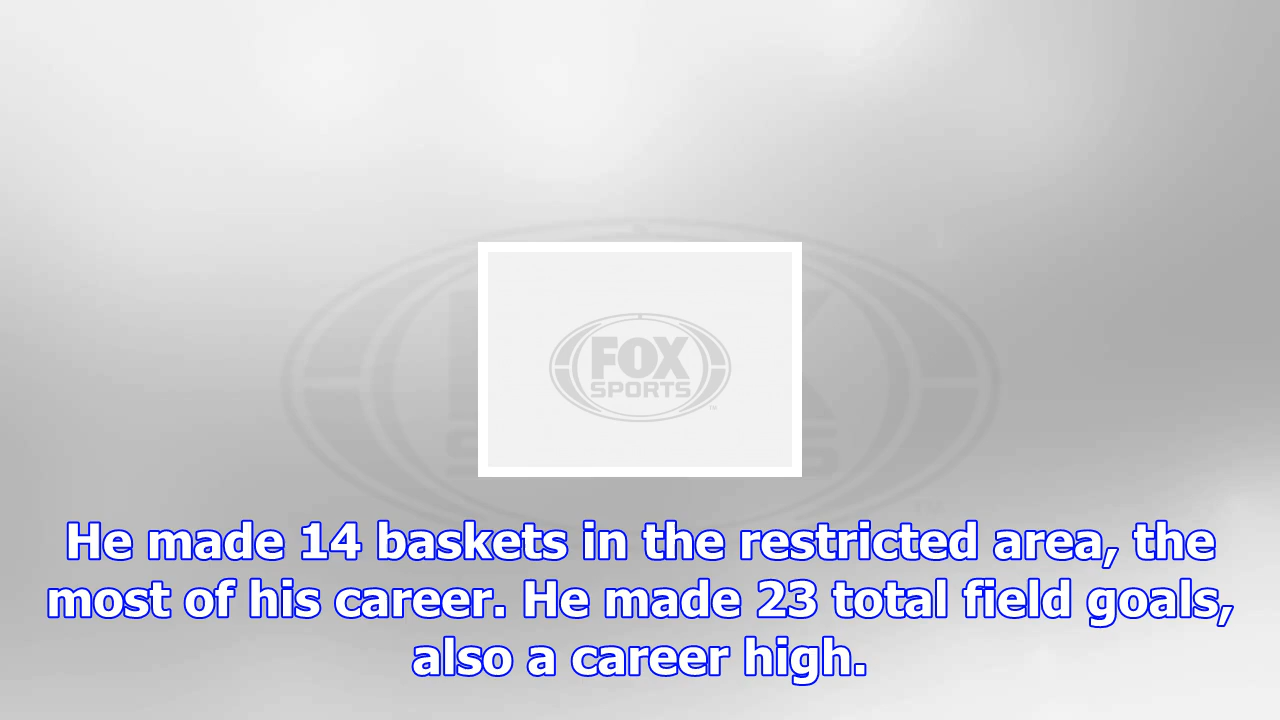 FOX
SPORTS
TM
He made 14 baskets in the restricted area, the
most of his career. He made 23 total field goals,
also a career high.